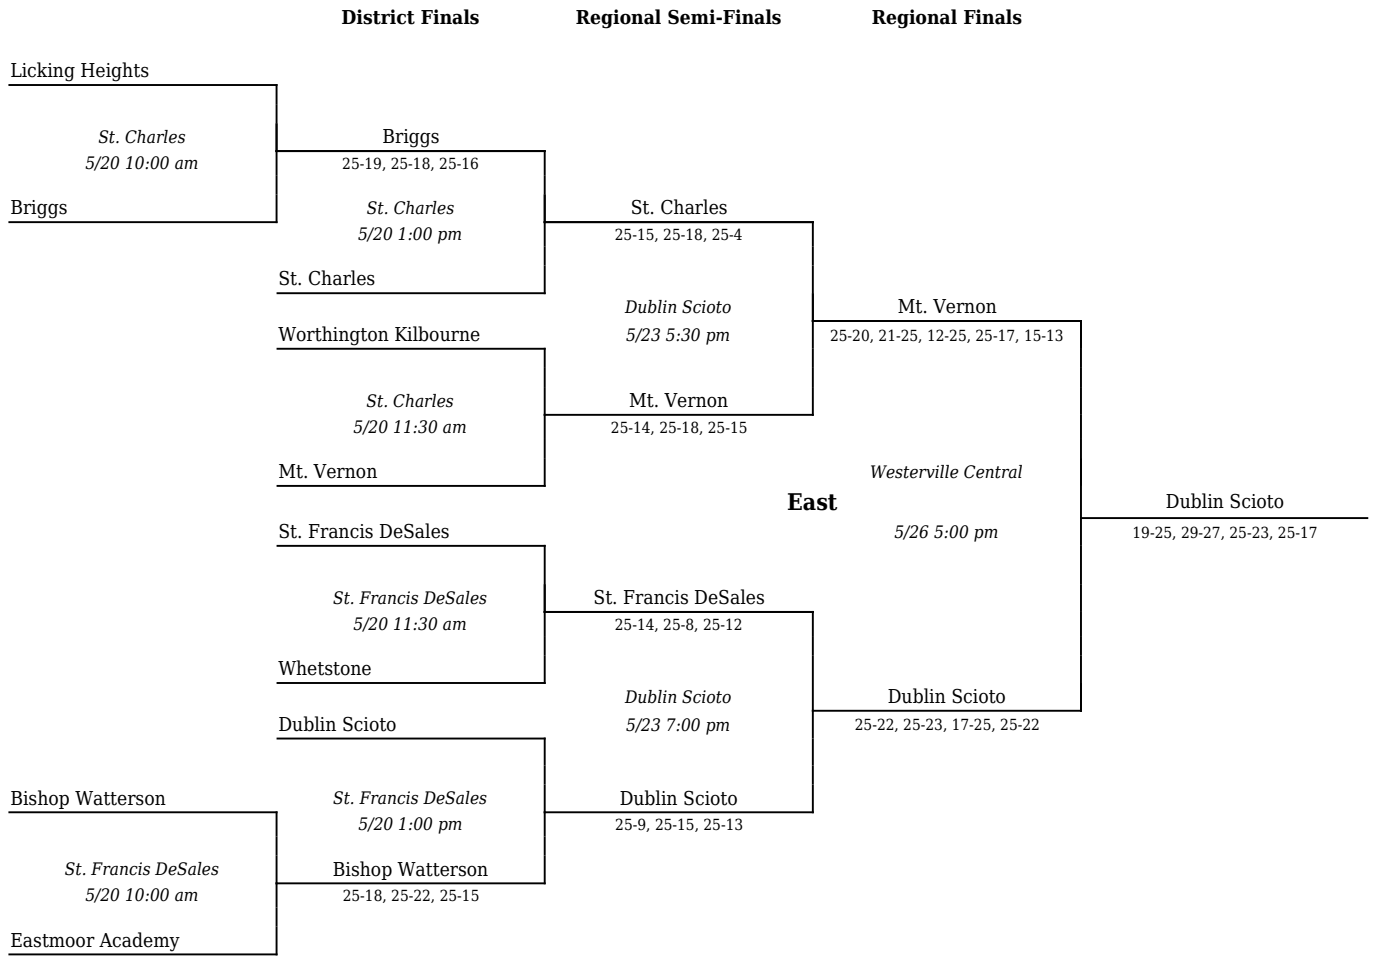 District Finals
Regional Semi-Finals
Regional Finals
Licking Heights
St. Charles
5/20 10:00 am
Briggs
Briggs
25-19, 25-18, 25-16
St. Charles
5/20 1:00 pm
St. Charles
St. Charles
25-15, 25-18, 25-4
Dublin Scioto
5/23 5:30 pm
Worthington Kilbourne
St. Charles
5/20 11:30 am
Mt. Vernon
Mt. Vernon
25-14, 25-18, 25-15
Mt. Vernon
25-20, 21-25, 12-25, 25-17, 15-13
Westerville Central
East
5/26 5:00 pm
Dublin Scioto
19-25, 29-27, 25-23, 25-17
St. Francis DeSales
St. Francis DeSales
5/20 11:30 am
Whetstone
St. Francis DeSales
25-14, 25-8, 25-12
Dublin Scioto
5/23 7:00 pm
Dublin Scioto
25-22, 25-23, 17-25, 25-22
Dublin Scioto
St. Francis DeSales
5/20 1:00 pm
Dublin Scioto
25-9, 25-15, 25-13
Bishop Watterson
St. Francis DeSales
5/20 10:00 am
Bishop Watterson
25-18, 25-22, 25-15
Eastmoor Academy